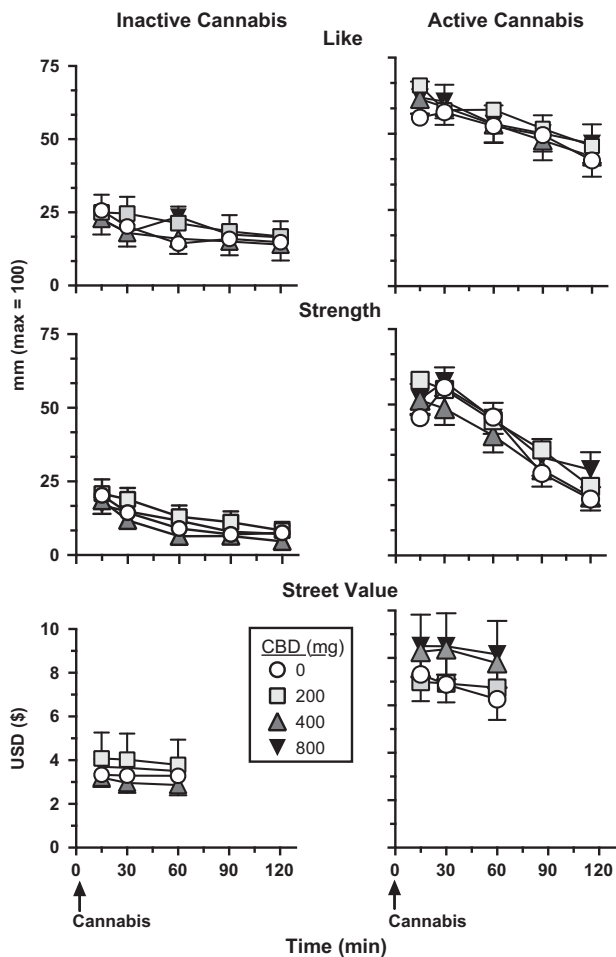 Inactive Cannabis
Active Cannabis
Like
75
50
25
0
mm (max = 100)
Strength
75
50
25
0
Street Value
10
8
6
4
2
0
USD ($)
CBD (mg)
0
200
400
800
0 30 60 90 120
0 30 60 90 120
Cannabis
Cannabis
Time (min)